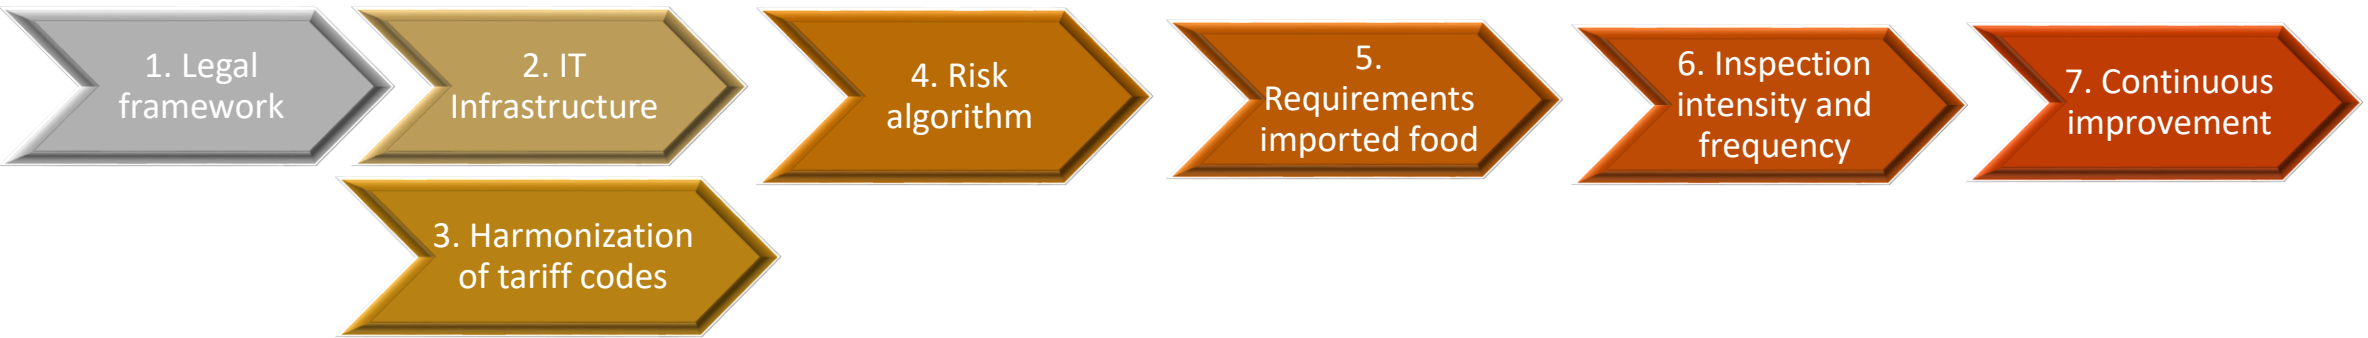 1. Legal
framework
2. IT
Infrastructure
3. Harmonization
of tariff codes
4. Risk
algorithm
5.
Requirements
imported food
6. Inspection
intensity and
frequency
7. Continuous
improvement